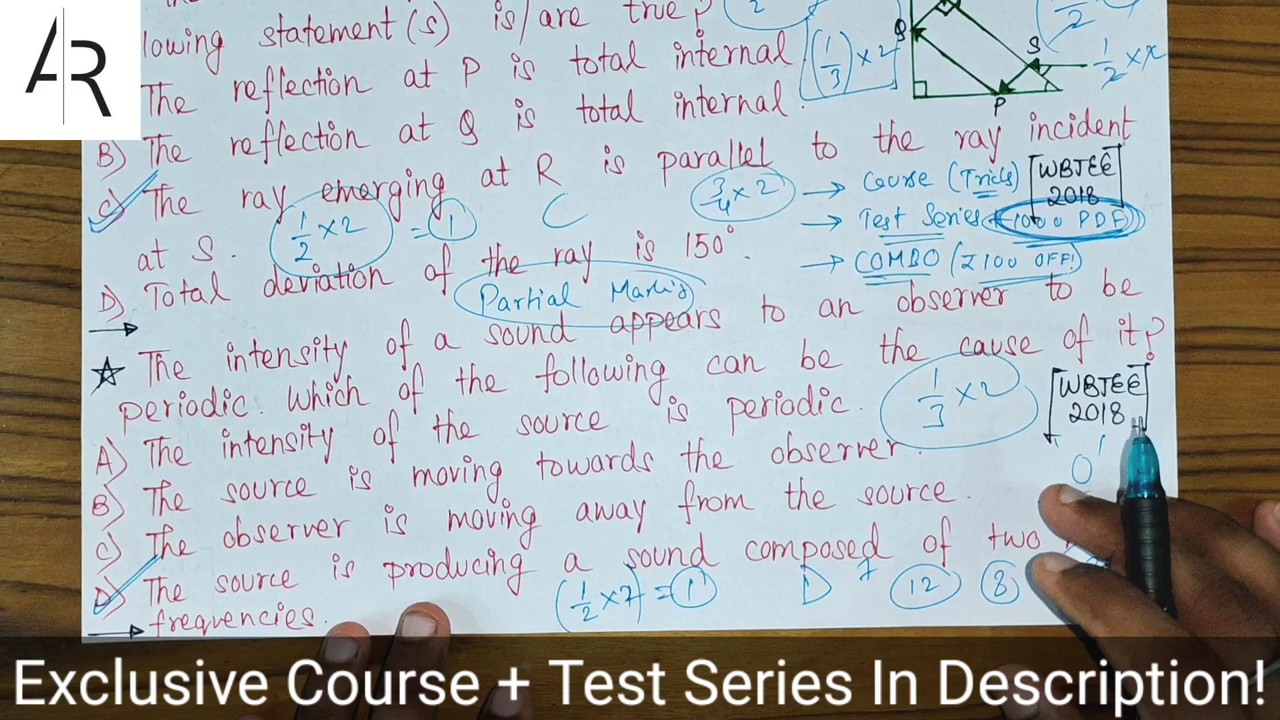 AR
lowing statement(s) is/are true?
The reflection at P is total internal
(1/3) × 2
Q
S
P
1/2 × x
B) The reflection at Q is total internal.
C) The ray emerging at R is parallel to the ray incident
at S.
1/2 × 2 = 1
C
3/4 × 2
→ Course (Tricks)
[WBJEE 2018]
→ Test Series + 1000 PDF
→ COMBO (₹100 OFF!)
D) Total deviation of the ray is 150°.
Partial Marks
☆ The intensity of a sound appears to an observer to be
periodic. Which of the following can be the cause of it?
[WBJEE 2018]
A) The intensity of the source is periodic.
1/3 × 2
B) The source is moving towards the observer.
C) The observer is moving away from the source.
D) The source is producing a sound composed of two
frequencies.
= 1
D
12
8
Exclusive Course + Test Series In Description!